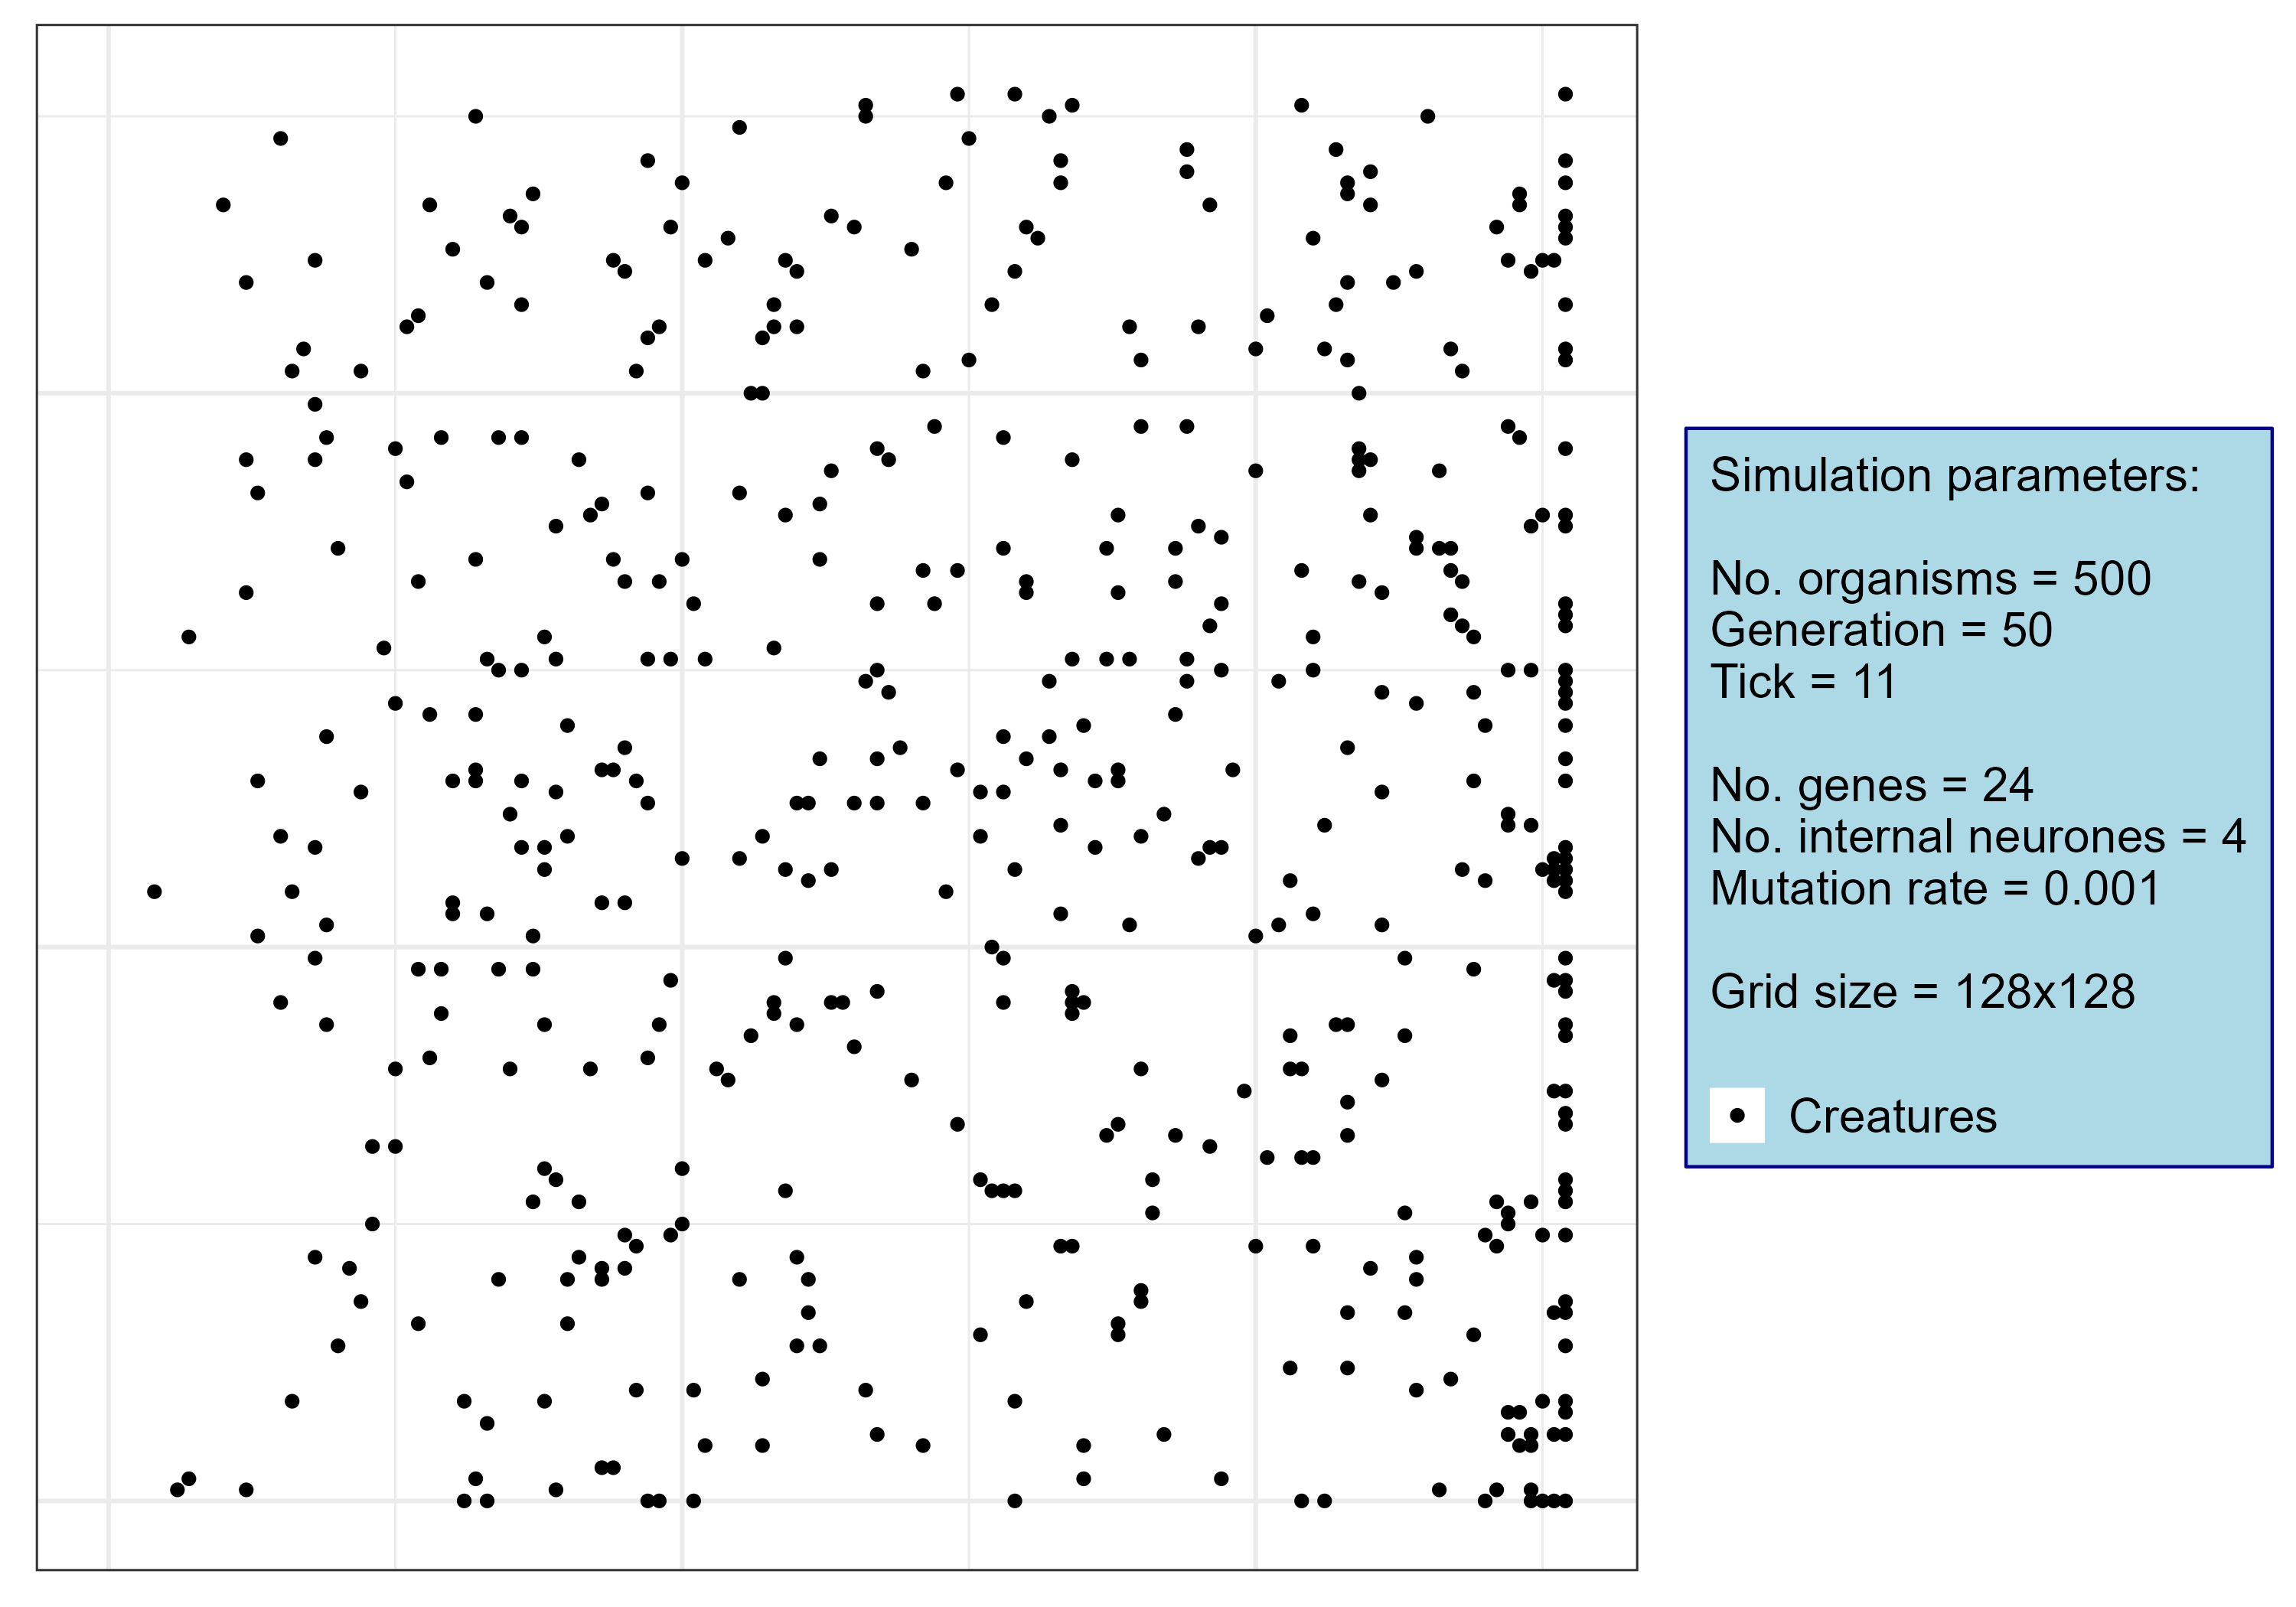 Simulation parameters:
No. organisms = 500
Generation = 50
Tick = 11
No. genes = 24
No. internal neurones = 4
Mutation rate = 0.001
Grid size = 128x128
Creatures